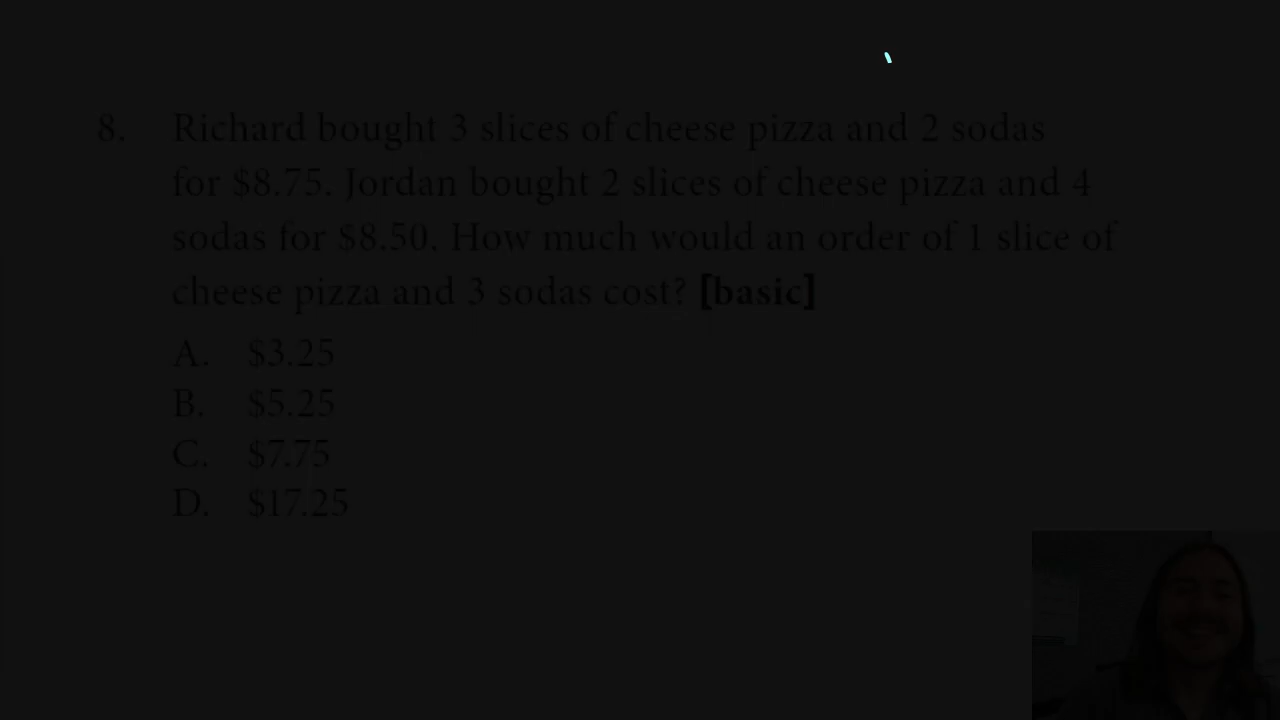 8. Richard bought 3 slices of cheese pizza and 2 sodas
for $8.75. Jordan bought 2 slices of cheese pizza and 4
sodas for $8.50. How much would an order of 1 slice of
cheese pizza and 3 sodas cost? [basic]
A. $3.25
B. $5.25
C. $7.75
D. $17.25